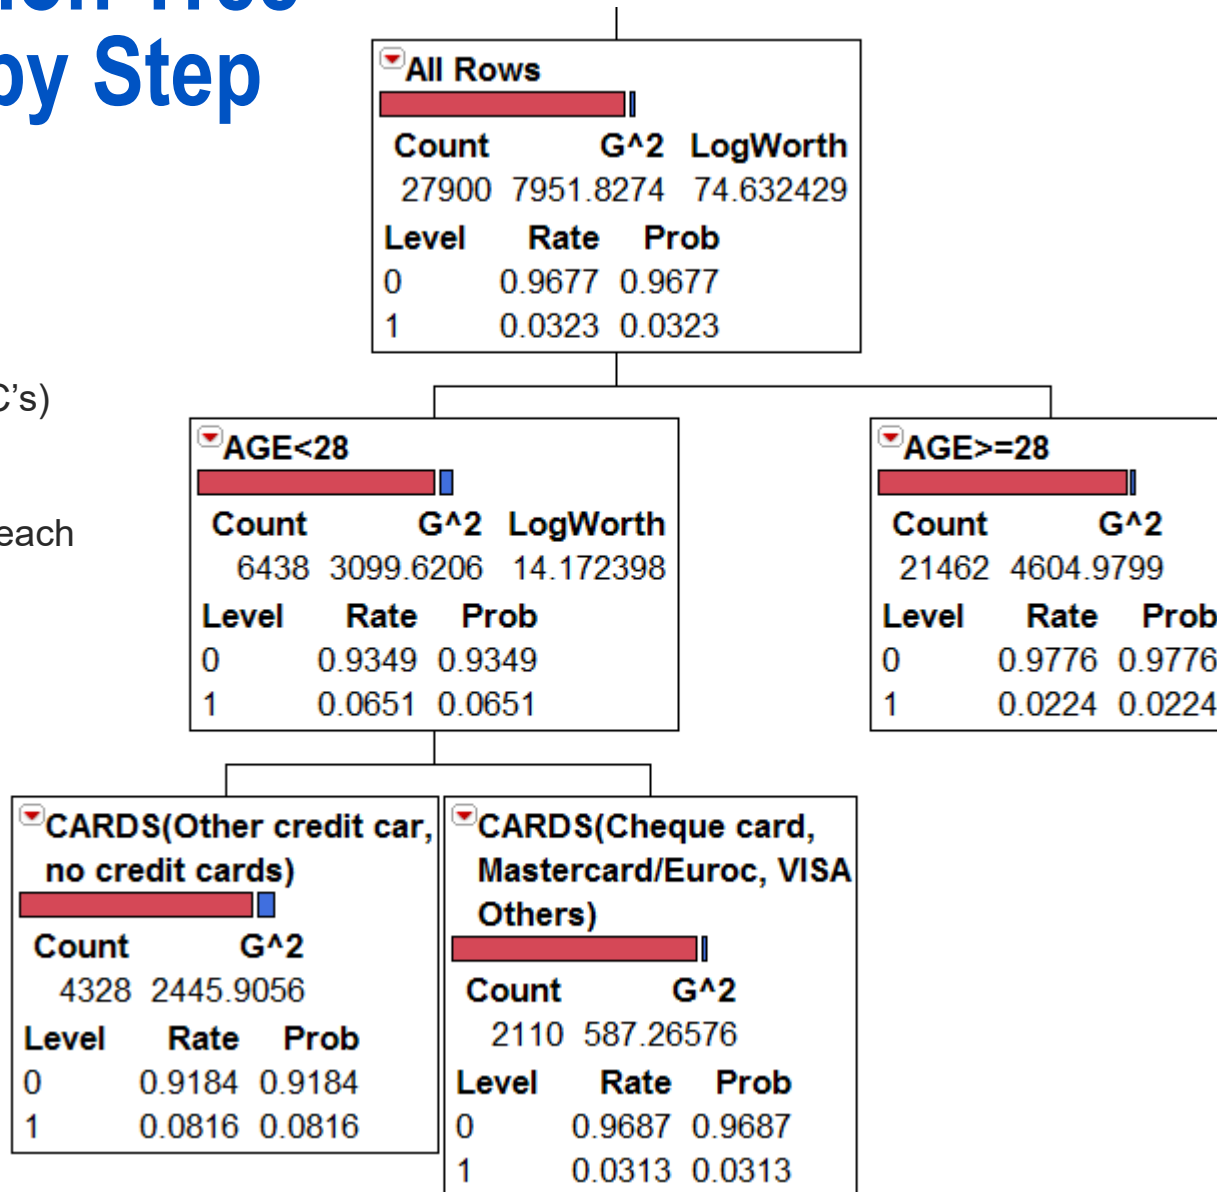 by Step
All Rows
Count G^2 LogWorth
27900 7951.8274 74.632429
Level Rate Prob
0 0.9677 0.9677
1 0.0323 0.0323
C's)
each
AGE<28
Count G^2 LogWorth
6438 3099.6206 14.172398
Level Rate Prob
0 0.9349 0.9349
1 0.0651 0.0651
AGE>=28
Count G^2
21462 4604.9799
Level Rate Prob
0 0.9776 0.9776
1 0.0224 0.0224
CARDS(Other credit car,
no credit cards)
Count G^2
4328 2445.9056
Level Rate Prob
0 0.9184 0.9184
1 0.0816 0.0816
CARDS(Cheque card,
Mastercard/Euroc, VISA
Others)
Count G^2
2110 587.26576
Level Rate Prob
0 0.9687 0.9687
1 0.0313 0.0313